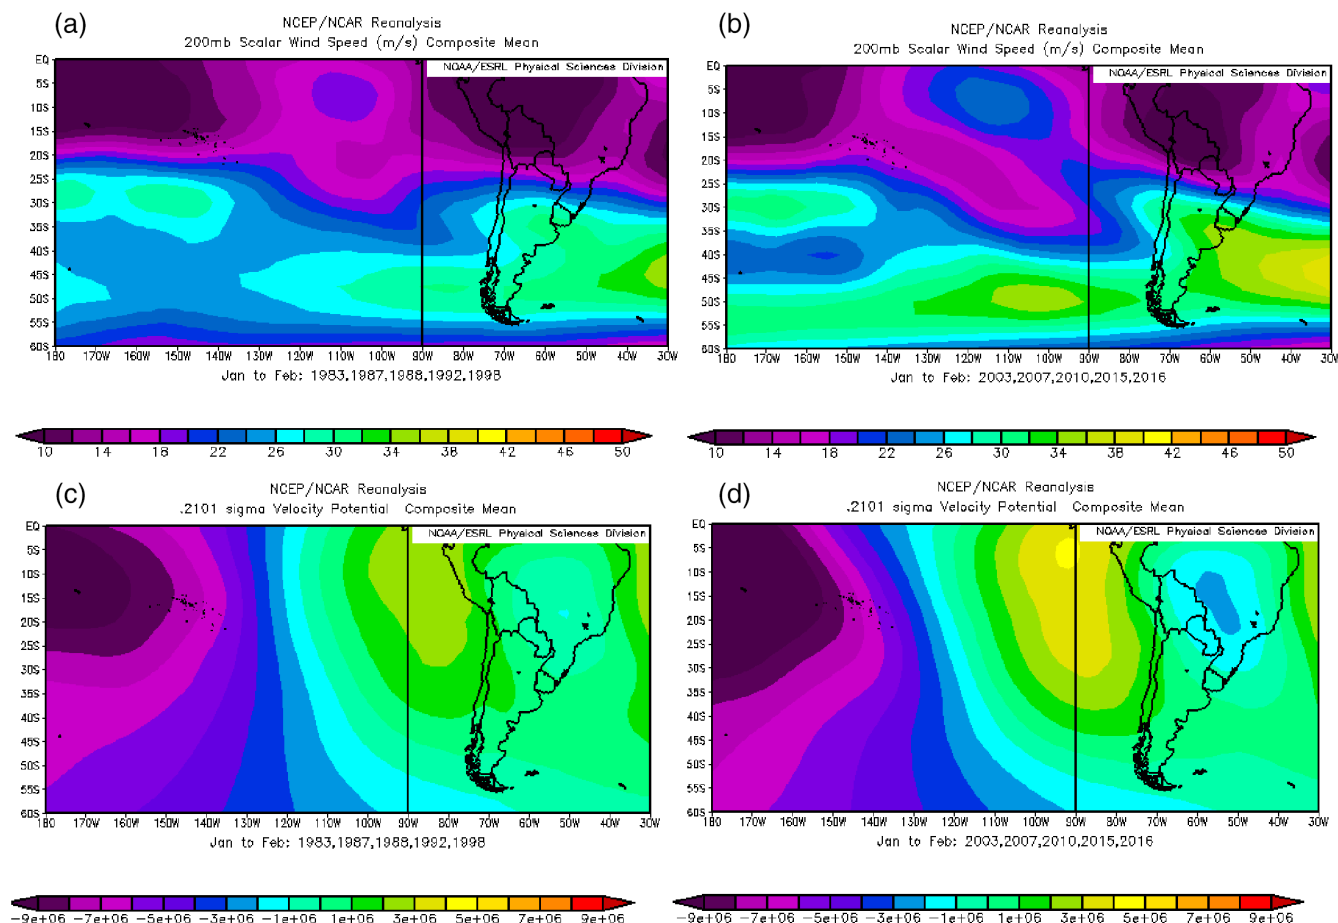 (a)
NCEP/NCAR Reanalysis
200mb Scalar Wind Speed (m/s) Composite Mean
NOAA/ESRL Physical Sciences Division
EQ
5S
10S
15S
20S
25S
30S
35S
40S
45S
50S
55S
60S
180 170W 160W 150W 140W 130W 120W 110W 100W 90W 80W 70W 60W 50W 40W 30W
Jan to Feb: 1983,1987,1988,1992,1998
10 14 18 22 26 30 34 38 42 46 50
(b)
NCEP/NCAR Reanalysis
200mb Scalar Wind Speed (m/s) Composite Mean
NOAA/ESRL Physical Sciences Division
EQ
5S
10S
15S
20S
25S
30S
35S
40S
45S
50S
55S
60S
180 170W 160W 150W 140W 130W 120W 110W 100W 90W 80W 70W 60W 50W 40W 30W
Jan to Feb: 2003,2007,2010,2015,2016
10 14 18 22 26 30 34 38 42 46 50
(c)
NCEP/NCAR Reanalysis
.2101 sigma Velocity Potential Composite Mean
NOAA/ESRL Physical Sciences Division
EQ
5S
10S
15S
20S
25S
30S
35S
40S
45S
50S
55S
60S
180 170W 160W 150W 140W 130W 120W 110W 100W 90W 80W 70W 60W 50W 40W 30W
Jan to Feb: 1983,1987,1988,1992,1998
-9e+06 -7e+06 -5e+06 -3e+06 -1e+06 1e+06 3e+06 5e+06 7e+06 9e+06
(d)
NCEP/NCAR Reanalysis
.2101 sigma Velocity Potential Composite Mean
NOAA/ESRL Physical Sciences Division
EQ
5S
10S
15S
20S
25S
30S
35S
40S
45S
50S
55S
60S
180 170W 160W 150W 140W 130W 120W 110W 100W 90W 80W 70W 60W 50W 40W 30W
Jan to Feb: 2003,2007,2010,2015,2016
-9e+06 -7e+06 -5e+06 -3e+06 -1e+06 1e+06 3e+06 5e+06 7e+06 9e+06